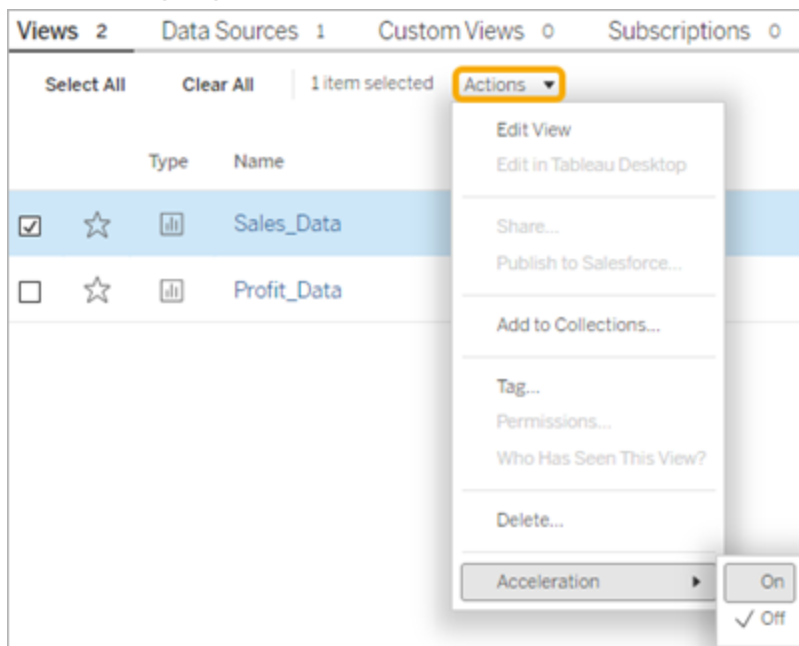 Views 2 Data Sources 1 Custom Views 0 Subscriptions 0
Select All Clear All 1 item selected Actions
Type Name
Edit View
Edit in Tableau Desktop
Sales_Data
Share...
Publish to Salesforce...
Profit_Data
Add to Collections...
Tag...
Permissions...
Who Has Seen This View?
Delete...
Acceleration On
Off